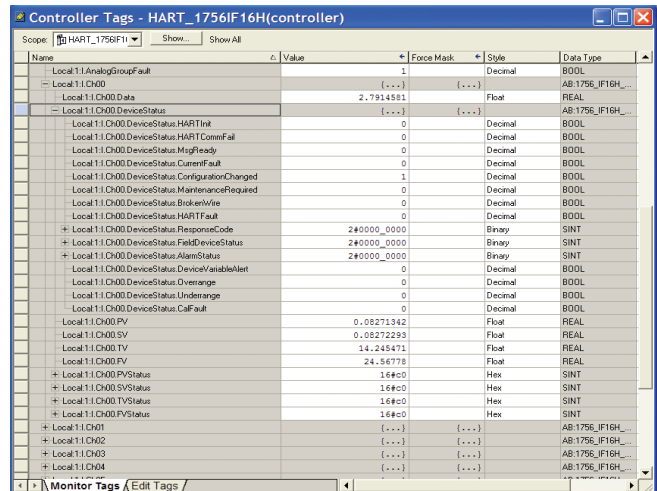 Controller Tags - HART_1756IF16H(controller)
Scope: HART_1756IF1( Show... Show All
Name Value Force Mask Style Data Type
Local:1:I.AnalogGroupFault 1 Decimal BOOL
Local:1:I.Ch00 {...} {...} AB:1756_IF16H_...
Local:1:I.Ch00.Data 2.7914581 Float REAL
Local:1:I.Ch00.DeviceStatus {...} {...} AB:1756_IF16H_...
Local:1:I.Ch00.DeviceStatus.HARTInit 0 Decimal BOOL
Local:1:I.Ch00.DeviceStatus.HARTCommFail 0 Decimal BOOL
Local:1:I.Ch00.DeviceStatus.MsgReady 0 Decimal BOOL
Local:1:I.Ch00.DeviceStatus.CurrentFault 0 Decimal BOOL
Local:1:I.Ch00.DeviceStatus.ConfigurationChanged 1 Decimal BOOL
Local:1:I.Ch00.DeviceStatus.MaintenanceRequired 0 Decimal BOOL
Local:1:I.Ch00.DeviceStatus.BrokenWire 0 Decimal BOOL
Local:1:I.Ch00.DeviceStatus.HARTFault 0 Decimal BOOL
Local:1:I.Ch00.DeviceStatus.ResponseCode 2#0000_0000 Binary SINT
Local:1:I.Ch00.DeviceStatus.FieldDeviceStatus 2#0000_0000 Binary SINT
Local:1:I.Ch00.DeviceStatus.AlarmStatus 2#0000_0000 Binary SINT
Local:1:I.Ch00.DeviceStatus.DeviceVariableAlert 0 Decimal BOOL
Local:1:I.Ch00.DeviceStatus.Overrange 0 Decimal BOOL
Local:1:I.Ch00.DeviceStatus.Underrange 0 Decimal BOOL
Local:1:I.Ch00.DeviceStatus.CalFault 0 Decimal BOOL
Local:1:I.Ch00.PV 0.08271342 Float REAL
Local:1:I.Ch00.SV 0.08272293 Float REAL
Local:1:I.Ch00.TV 14.245471 Float REAL
Local:1:I.Ch00.FV 24.56778 Float REAL
Local:1:I.Ch00.PVStatus 16#c0 Hex SINT
Local:1:I.Ch00.SVStatus 16#c0 Hex SINT
Local:1:I.Ch00.TVStatus 16#c0 Hex SINT
Local:1:I.Ch00.FVStatus 16#c0 Hex SINT
Local:1:I.Ch01 {...} {...} AB:1756_IF16H_...
Local:1:I.Ch02 {...} {...} AB:1756_IF16H_...
Local:1:I.Ch03 {...} {...} AB:1756_IF16H_...
Local:1:I.Ch04 {...} {...} AB:1756_IF16H_...
Monitor Tags Edit Tags